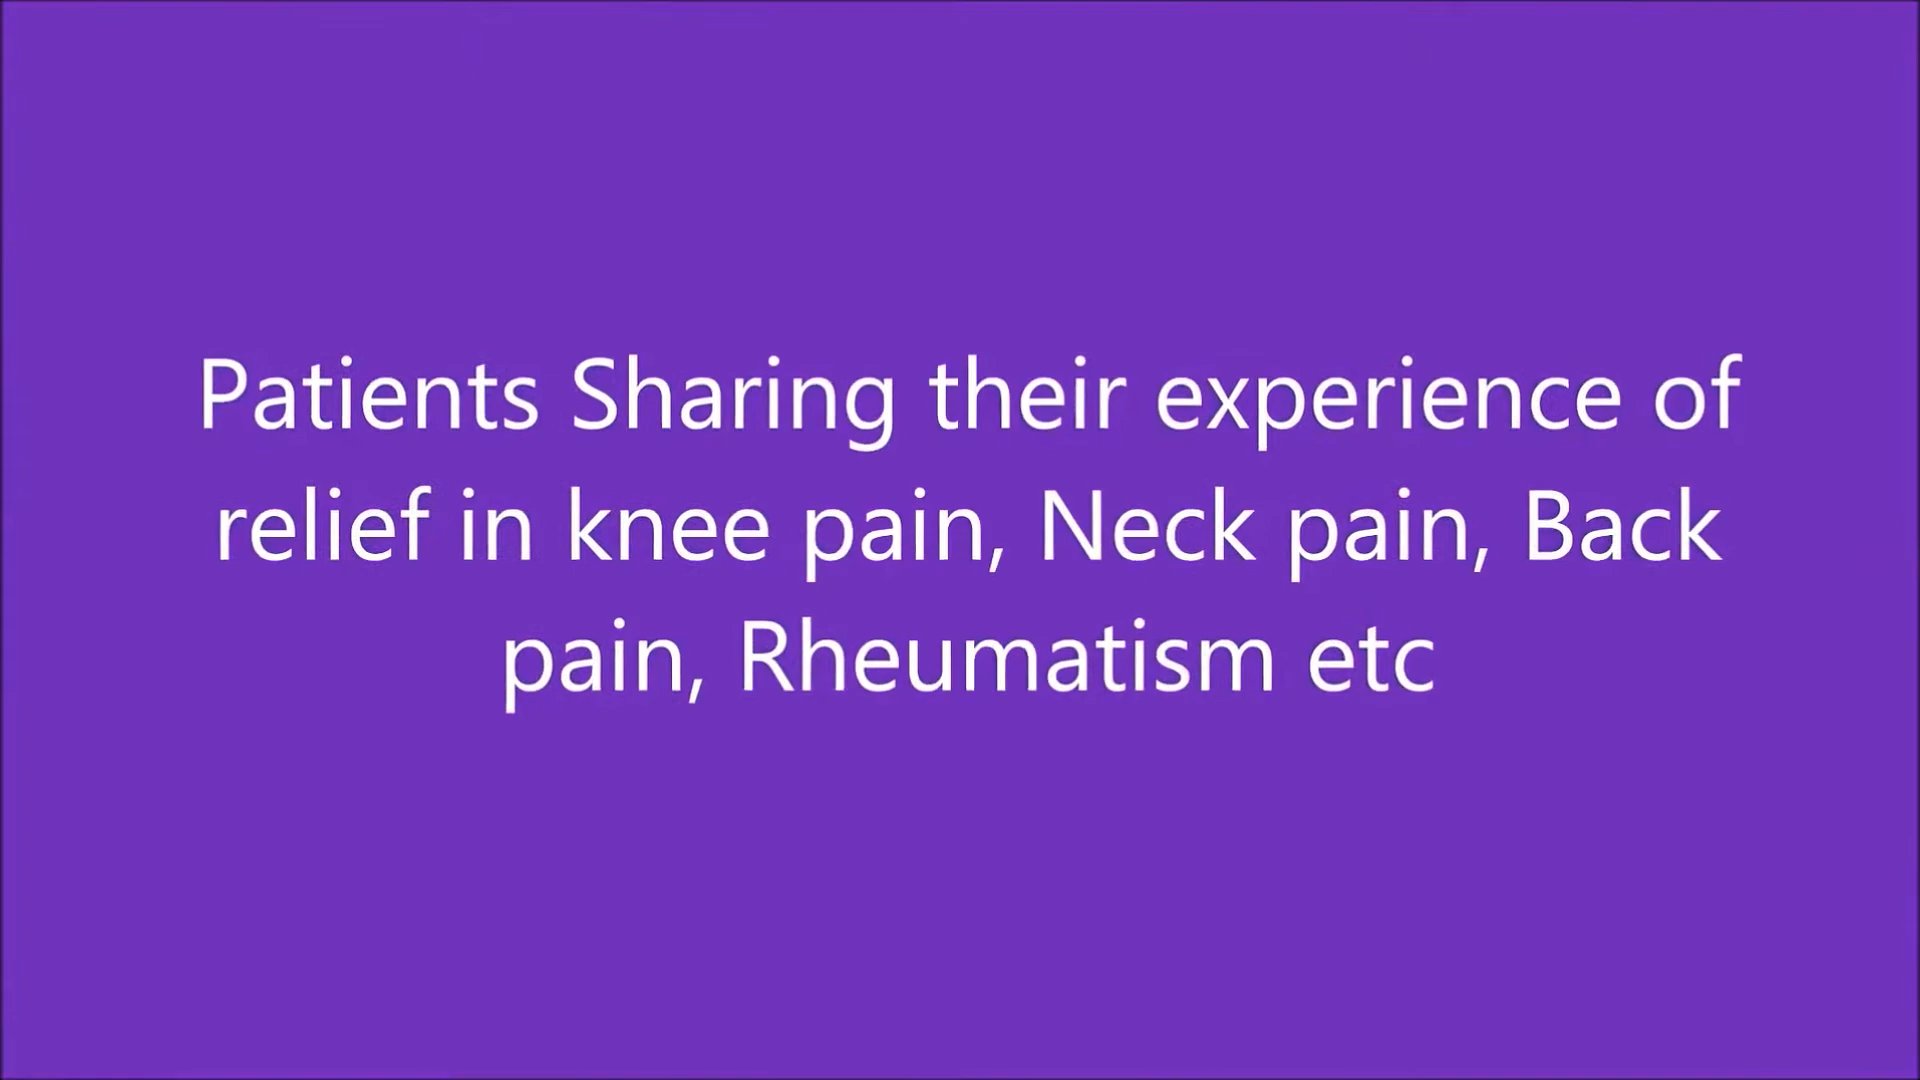 Patients Sharing their experience of
relief in knee pain, Neck pain, Back
pain, Rheumatism etc